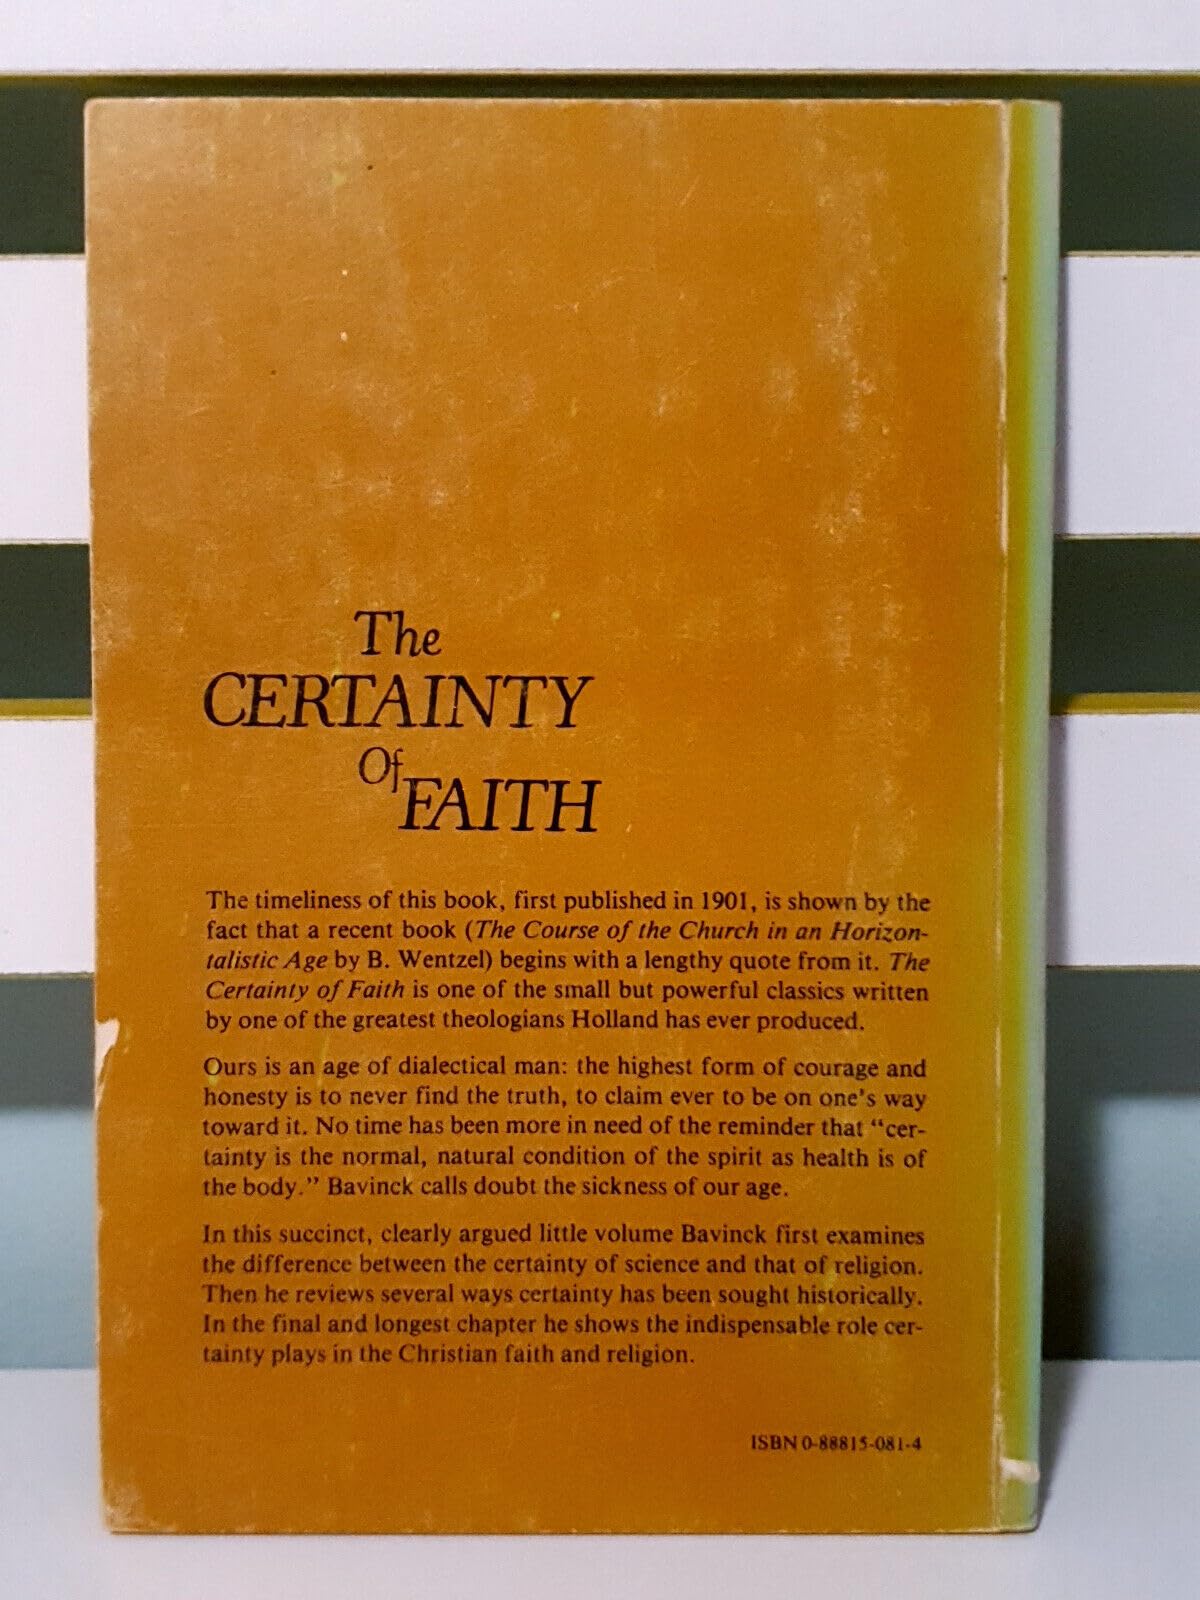 The
CERTAINTY
Of
FAITH
The timeliness of this book, first published in 1901, is shown by the
fact that a recent book (The Course of the Church in an Horizon-
talistic Age by B. Wentzel) begins with a lengthy quote from it. The
Certainty of Faith is one of the small but powerful classics written
by one of the greatest theologians Holland has ever produced.
Ours is an age of dialectical man: the highest form of courage and
honesty is to never find the truth, to claim ever to be on one's way
toward it. No time has been more in need of the reminder that “cer-
tainty is the normal, natural condition of the spirit as health is of
the body.” Bavinck calls doubt the sickness of our age.
In this succinct, clearly argued little volume Bavinck first examines
the difference between the certainty of science and that of religion.
Then he reviews several ways certainty has been sought historically.
In the final and longest chapter he shows the indispensable role cer-
tainty plays in the Christian faith and religion.
ISBN 0-88815-081-4